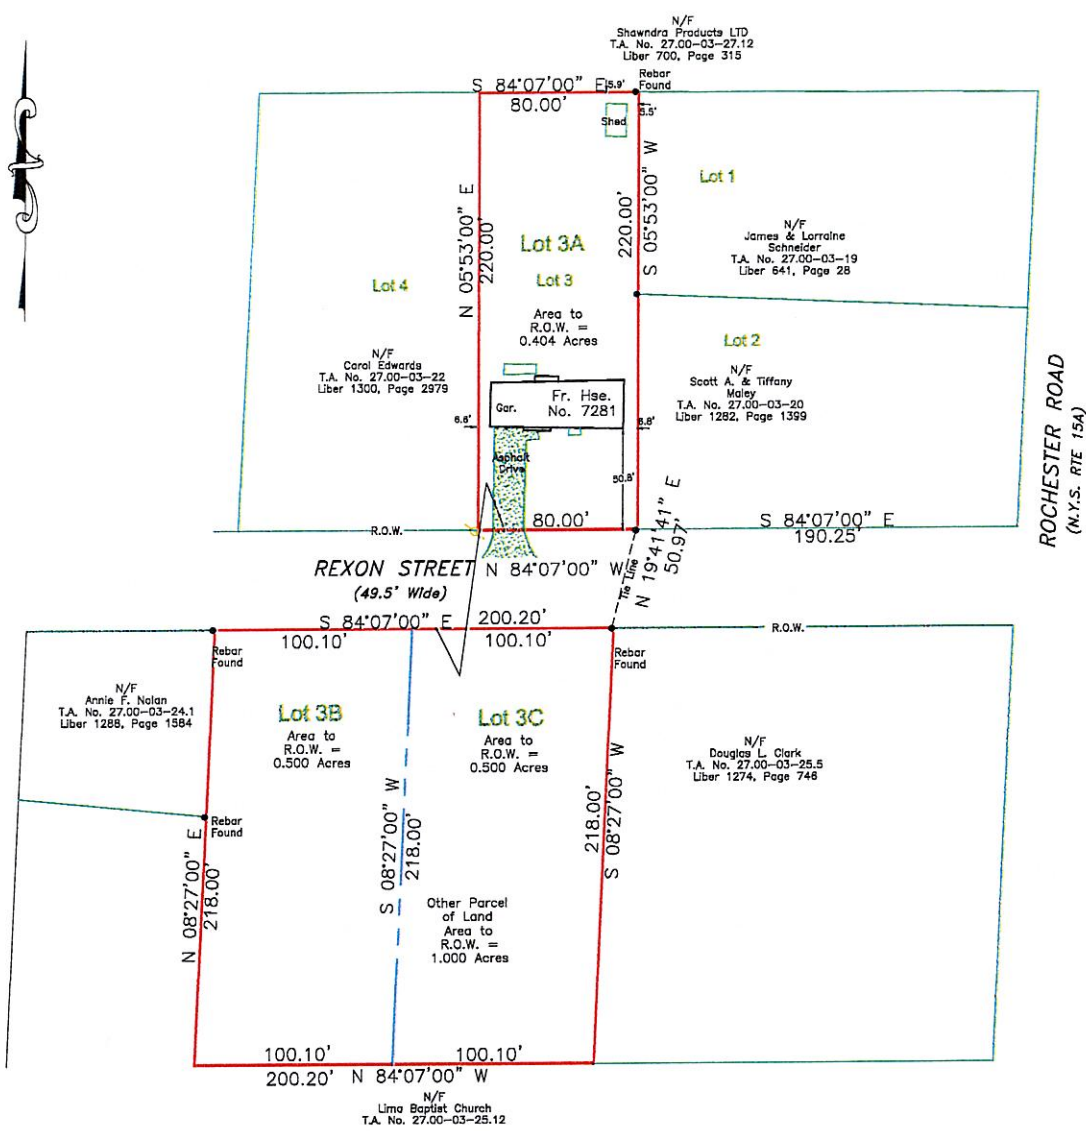 N/F
Shawndra Products LTD
T.A. No. 27.00-03-27.12
Liber 700, Page 315
Rebar
Found
S 84°07'00" E
15.9'
80.00'
5.5'
Shed
N 05°53'00" E
220.00'
220.00'
S 05°53'00" W
Lot 1
N/F
James & Lorraine
Schneider
T.A. No. 27.00-03-19
Liber 641, Page 28
Lot 3A
Lot 3
Area to
R.O.W. =
0.404 Acres
Lot 4
N/F
Carol Edwards
T.A. No. 27.00-03-22
Liber 1300, Page 2979
Lot 2
N/F
Scott A. & Tiffany
Maley
T.A. No. 27.00-03-20
Liber 1282, Page 1399
Gar.
Fr. Hse.
No. 7281
6.6'
6.8'
Asphalt
Drive
50.8'
ROCHESTER ROAD
(N.Y.S. RTE 15A)
R.O.W.
80.00'
S 84°07'00" E
190.25'
N 19°41'41" E
50.97'
Tie Line
REXON STREET
(49.5' Wide)
N 84°07'00" W
S 84°07'00" E
200.20'
100.10'
100.10'
R.O.W.
Rebar
Found
Rebar
Found
N/F
Annie F. Nolan
T.A. No. 27.00-03-24.1
Liber 1288, Page 1584
Lot 3B
Area to
R.O.W. =
0.500 Acres
Lot 3C
Area to
R.O.W. =
0.500 Acres
N/F
Douglas L. Clark
T.A. No. 27.00-03-25.5
Liber 1274, Page 746
Rebar
Found
N 08°27'00" E
218.00'
S 08°27'00" W
218.00'
218.00'
S 08°27'00" W
Other Parcel
of Land
Area to
R.O.W. =
1.000 Acres
100.10'
100.10'
200.20'
N 84°07'00" W
N/F
Lima Baptist Church
T.A. No. 27.00-03-25.12